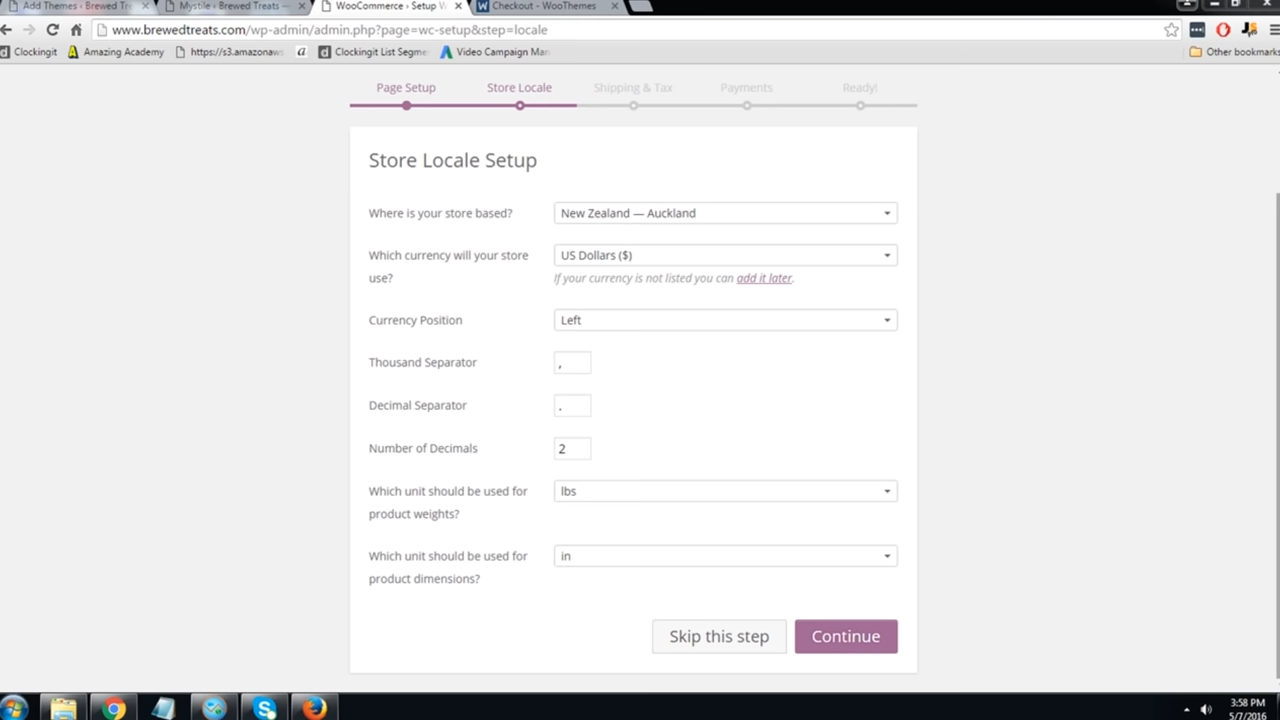 Add Themes ‹ Brewed Tre
Mystile ‹ Brewed Treats —
WooCommerce › Setup W
Checkout - WooThemes
www.brewedtreats.com/wp-admin/admin.php?page=wc-setup&step=locale
Clockingit
Amazing Academy
https://s3.amazonaws
Clockingit List Segme
Video Campaign Man
Other bookmarks
Page Setup
Store Locale
Shipping & Tax
Payments
Ready!
Store Locale Setup
Where is your store based?
New Zealand — Auckland
Which currency will your store
use?
US Dollars ($)
If your currency is not listed you can add it later.
Currency Position
Left
Thousand Separator
,
Decimal Separator
.
Number of Decimals
2
Which unit should be used for
product weights?
lbs
Which unit should be used for
product dimensions?
in
Skip this step
Continue
3:58 PM
5/7/2016